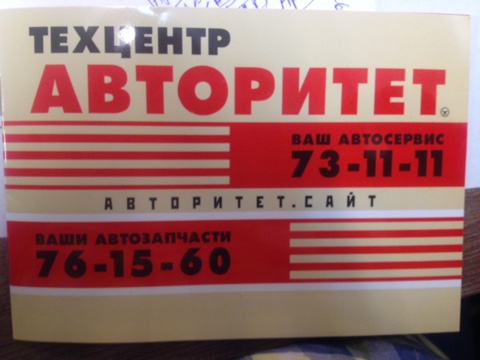 ТЕХЦЕНТР
АВТОРИТЕТ
ВАШ АВТОСЕРВИС
73-11-11
АВТОРИТЕТ.САЙТ
ВАШИ АВТОЗАПЧАСТИ
76-15-60